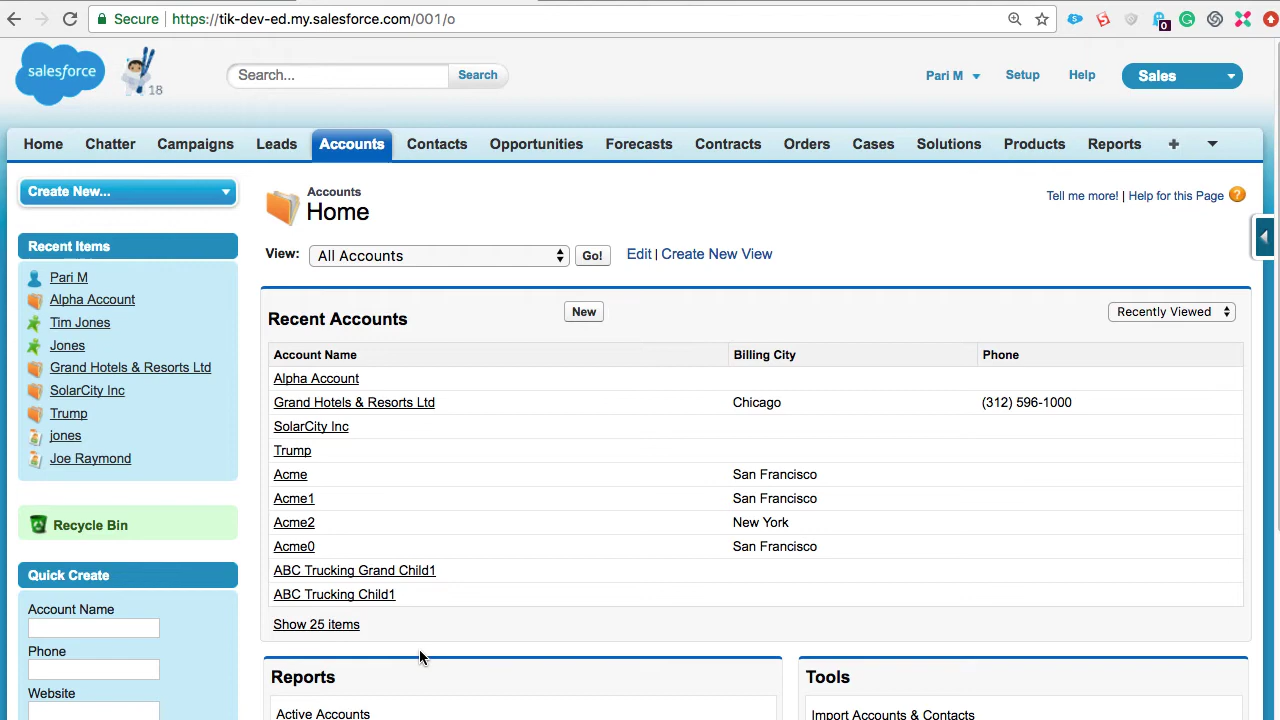 Secure https://tik-dev-ed.my.salesforce.com/001/o
0
salesforce
18
Search...
Search
Pari M
Setup
Help
Sales
Home
Chatter
Campaigns
Leads
Accounts
Contacts
Opportunities
Forecasts
Contracts
Orders
Cases
Solutions
Products
Reports
+
Create New...
Recent Items
Pari M
Alpha Account
Tim Jones
Jones
Grand Hotels & Resorts Ltd
SolarCity Inc
Trump
jones
Joe Raymond
Recycle Bin
Quick Create
Account Name
Phone
Website
Accounts
Home
Tell me more! | Help for this Page ?
View: All Accounts Go! Edit | Create New View
Recent Accounts New Recently Viewed
Account Name Billing City Phone
Alpha Account
Grand Hotels & Resorts Ltd Chicago (312) 596-1000
SolarCity Inc
Trump
Acme San Francisco
Acme1 San Francisco
Acme2 New York
Acme0 San Francisco
ABC Trucking Grand Child1
ABC Trucking Child1
Show 25 items
Reports
Active Accounts
Tools
Import Accounts & Contacts